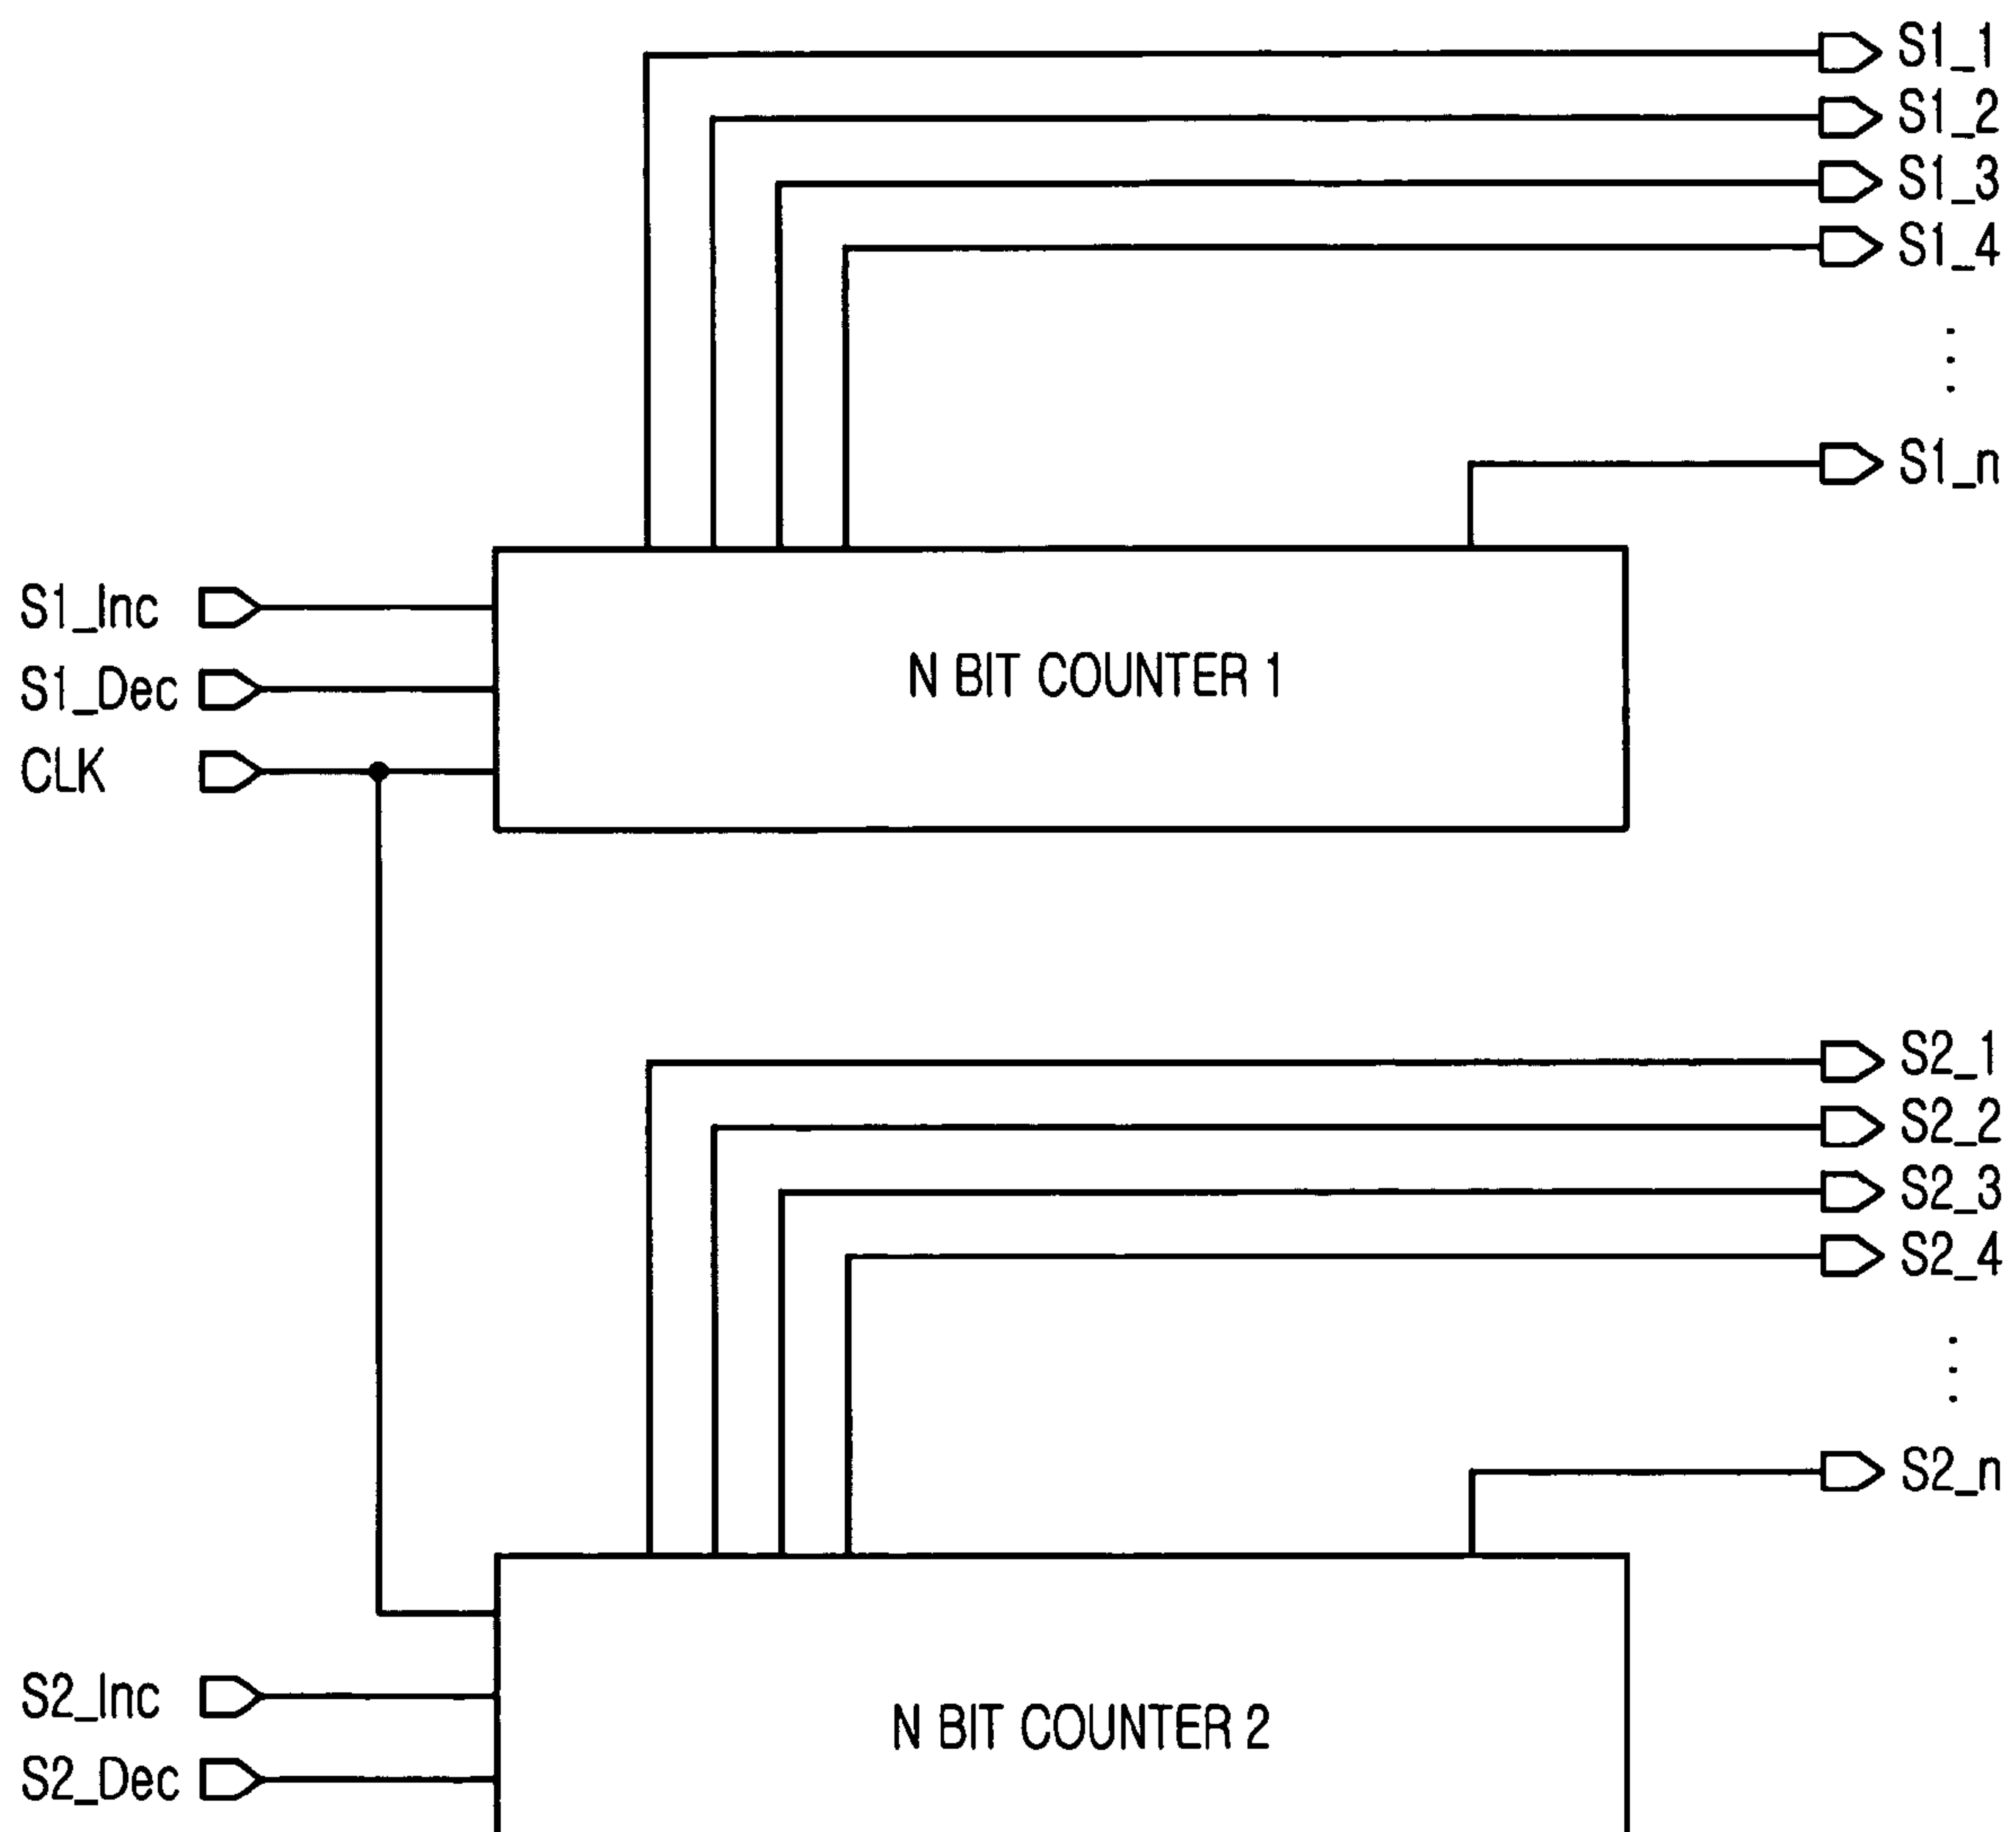 S1_1
S1_2
S1_3
S1_4
⋮
S1_n
S1_Inc
S1_Dec
CLK
N BIT COUNTER 1
S2_1
S2_2
S2_3
S2_4
⋮
S2_n
S2_Inc
S2_Dec
N BIT COUNTER 2